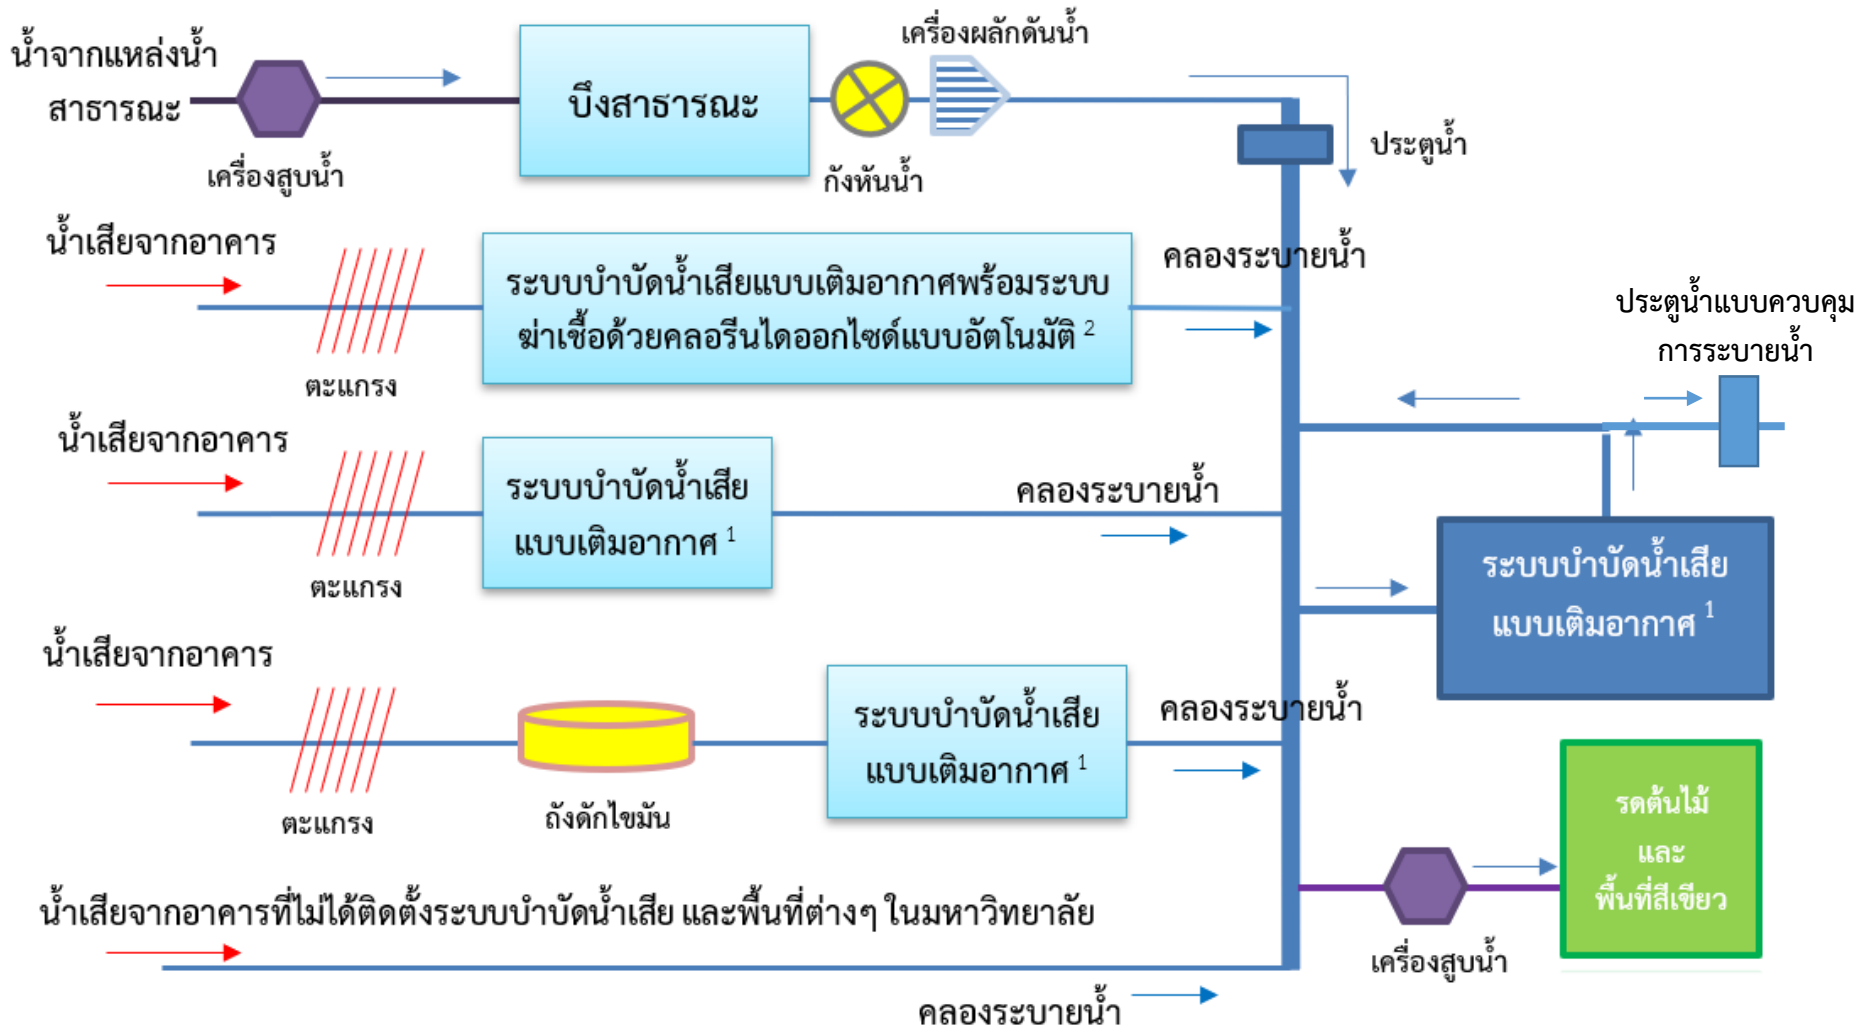 น้ำจากแหล่งน้ำ
สาธารณะ
เครื่องสูบน้ำ
บึงสาธารณะ
กังหันน้ำ
เครื่องผลักดันน้ำ
ประตูน้ำ
น้ำเสียจากอาคาร
ตะแกรง
ระบบบำบัดน้ำเสียแบบเติมอากาศพร้อมระบบ
ฆ่าเชื้อด้วยคลอรีนไดออกไซด์แบบอัตโนมัติ 2
คลองระบายน้ำ
ประตูน้ำแบบควบคุม
การระบายน้ำ
น้ำเสียจากอาคาร
ตะแกรง
ระบบบำบัดน้ำเสีย
แบบเติมอากาศ 1
คลองระบายน้ำ
ระบบบำบัดน้ำเสีย
แบบเติมอากาศ 1
น้ำเสียจากอาคาร
ตะแกรง
ถังดักไขมัน
ระบบบำบัดน้ำเสีย
แบบเติมอากาศ 1
คลองระบายน้ำ
รดต้นไม้
และ
พื้นที่สีเขียว
เครื่องสูบน้ำ
น้ำเสียจากอาคารที่ไม่ได้ติดตั้งระบบบำบัดน้ำเสีย และพื้นที่ต่างๆ ในมหาวิทยาลัย
คลองระบายน้ำ